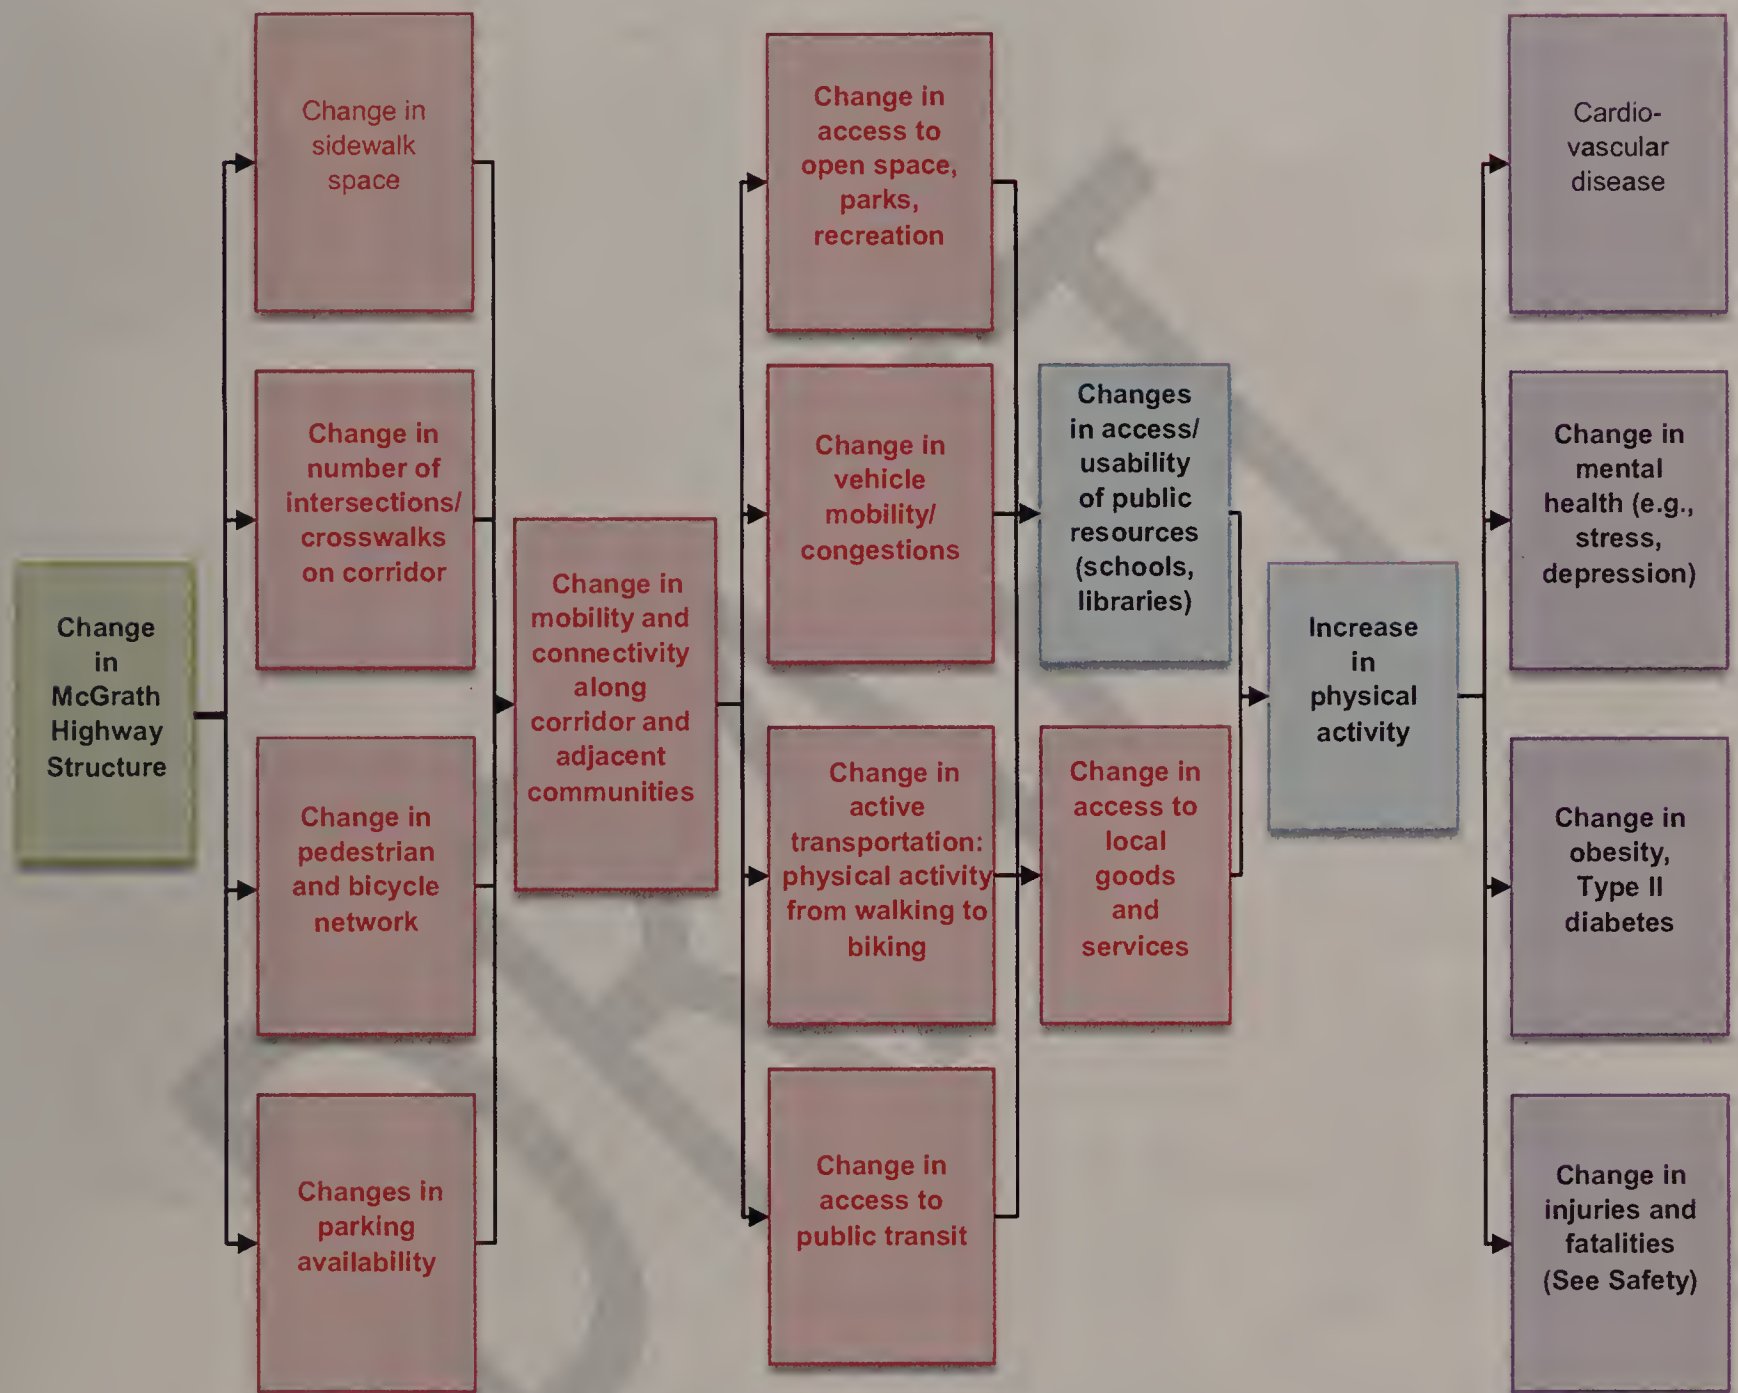 Change in
sidewalk
space
Change in
number of
intersections/
crosswalks
on corridor
Change
in
McGrath
Highway
Structure
Change in
pedestrian
and bicycle
network
Changes in
parking
availability
Change in
mobility and
connectivity
along
corridor and
adjacent
communities
Change in
access to
open space,
parks,
recreation
Change in
vehicle
mobility/
congestions
Change in
active
transportation:
physical activity
from walking to
biking
Change in
access to
public transit
Changes
in access/
usability
of public
resources
(schools,
libraries)
Change in
access to
local
goods
and
services
Increase
in
physical
activity
Cardio-
vascular
disease
Change in
mental
health (e.g.,
stress,
depression)
Change in
obesity,
Type II
diabetes
Change in
injuries and
fatalities
(See Safety)
DRAFT